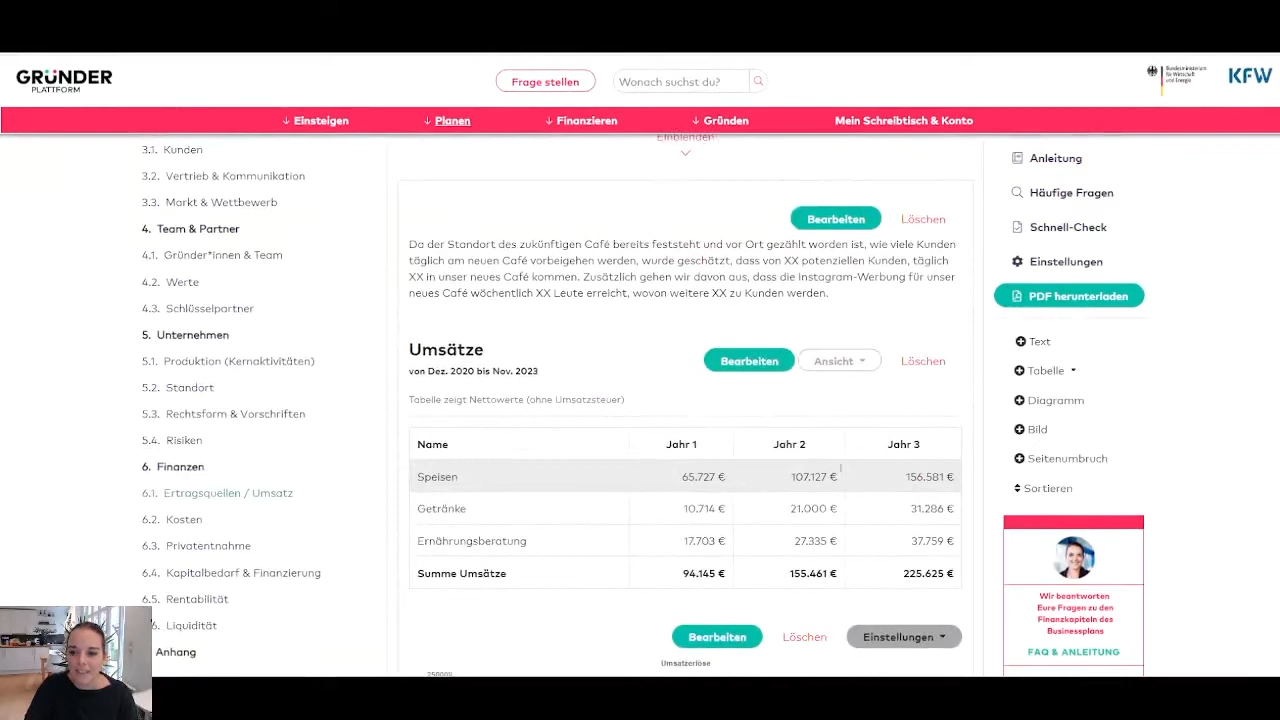 GRÜNDER
PLATTFORM
Frage stellen
Wonach suchst du?
Bundesministerium
für Wirtschaft
und Energie
KFW
Einsteigen
Planen
Finanzieren
Gründen
Mein Schreibtisch & Konto
3.1. Kunden
3.2. Vertrieb & Kommunikation
3.3. Markt & Wettbewerb
4. Team & Partner
4.1. Gründer*innen & Team
4.2. Werte
4.3. Schlüsselpartner
5. Unternehmen
5.1. Produktion (Kernaktivitäten)
5.2. Standort
5.3. Rechtsform & Vorschriften
5.4. Risiken
6. Finanzen
6.1. Ertragsquellen / Umsatz
6.2. Kosten
6.3. Privatentnahme
6.4. Kapitalbedarf & Finanzierung
6.5. Rentabilität
6. Liquidität
Anhang
Einblenden
Bearbeiten
Löschen
Da der Standort des zukünftigen Café bereits feststeht und vor Ort gezählt worden ist, wie viele Kunden
täglich am neuen Café vorbeigehen werden, wurde geschätzt, dass von XX potenziellen Kunden, täglich
XX in unser neues Café kommen. Zusätzlich gehen wir davon aus, dass die Instagram-Werbung für unser
neues Café wöchentlich XX Leute erreicht, wovon weitere XX zu Kunden werden.
Umsätze
von Dez. 2020 bis Nov. 2023
Bearbeiten
Ansicht
Löschen
Tabelle zeigt Nettowerte (ohne Umsatzsteuer)
Name Jahr 1 Jahr 2 Jahr 3
Speisen 65.727 € 107.127 € 156.581 €
Getränke 10.714 € 21.000 € 31.286 €
Ernährungsberatung 17.703 € 27.335 € 37.759 €
Summe Umsätze 94.145 € 155.461 € 225.625 €
Bearbeiten
Löschen
Einstellungen
Umsatzerlöse
Anleitung
Häufige Fragen
Schnell-Check
Einstellungen
PDF herunterladen
Text
Tabelle
Diagramm
Bild
Seitenumbruch
Sortieren
Wir beantworten
Eure Fragen zu den
Finanzkapiteln des
Businessplans
FAQ & ANLEITUNG